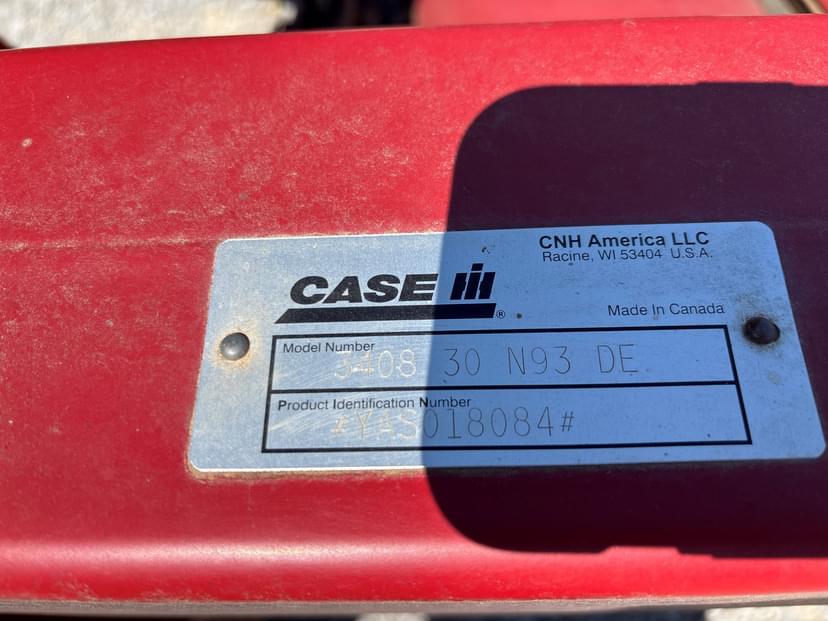 CNH America LLC
Racine, WI 53404 U.S.A.
CASE IH®
Made In Canada
Model Number
3408 30 N93 DE
Product Identification Number
#YAS018084#